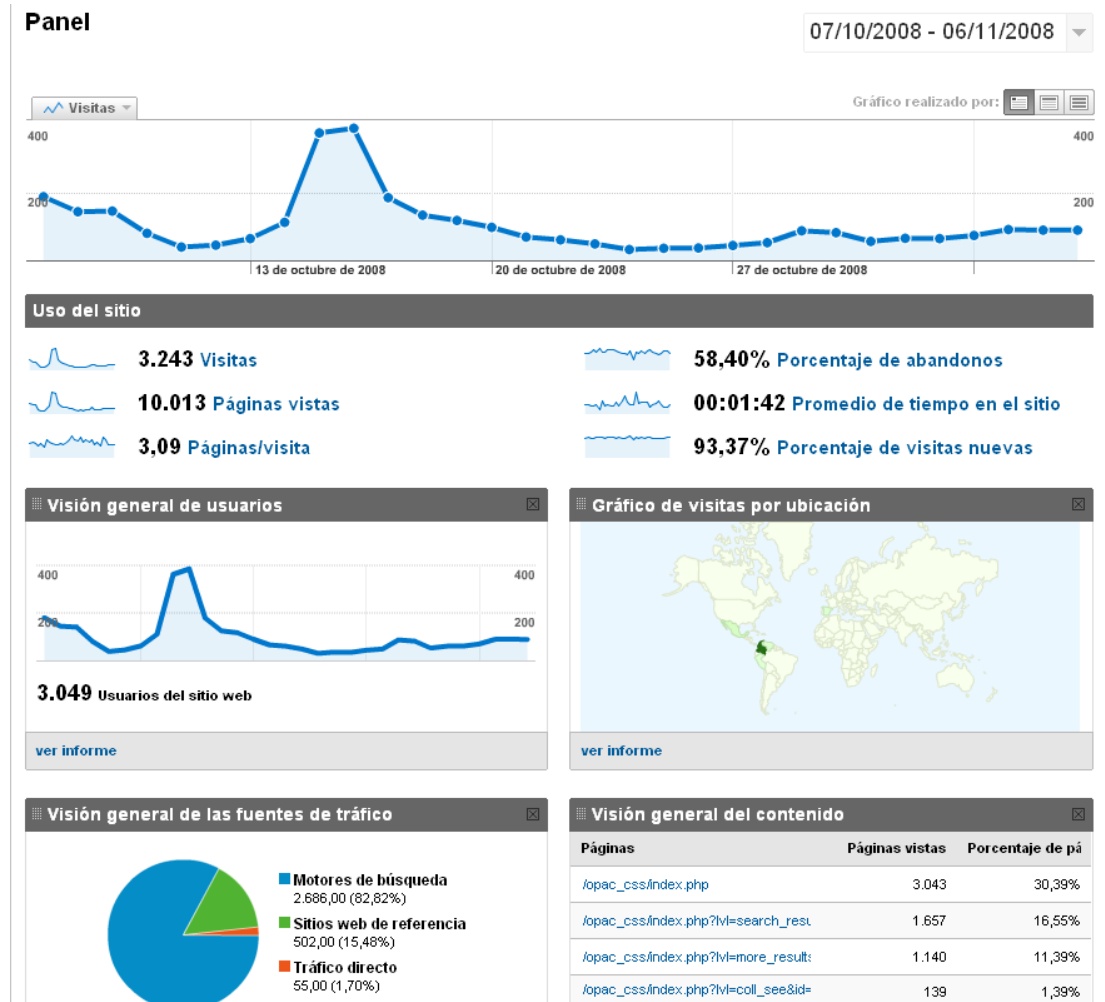 Panel
07/10/2008 - 06/11/2008
Visitas
Gráfico realizado por:
400
400
200
200
13 de octubre de 2008
20 de octubre de 2008
27 de octubre de 2008
Uso del sitio
3.243 Visitas
58,40% Porcentaje de abandonos
10.013 Páginas vistas
00:01:42 Promedio de tiempo en el sitio
3,09 Páginas/visita
93,37% Porcentaje de visitas nuevas
Visión general de usuarios
400
400
200
200
3.049 Usuarios del sitio web
ver informe
Gráfico de visitas por ubicación
ver informe
Visión general de las fuentes de tráfico
Motores de búsqueda
2.686,00 (82,82%)
Sitios web de referencia
502,00 (15,48%)
Tráfico directo
55,00 (1,70%)
Visión general del contenido
Páginas Páginas vistas Porcentaje de pá
/opac_css/index.php 3.043 30,39%
/opac_css/index.php?lvl=search_resu 1.657 16,55%
/opac_css/index.php?lvl=more_results 1.140 11,39%
/opac_css/index.php?lvl=coll_see&id= 139 1,39%